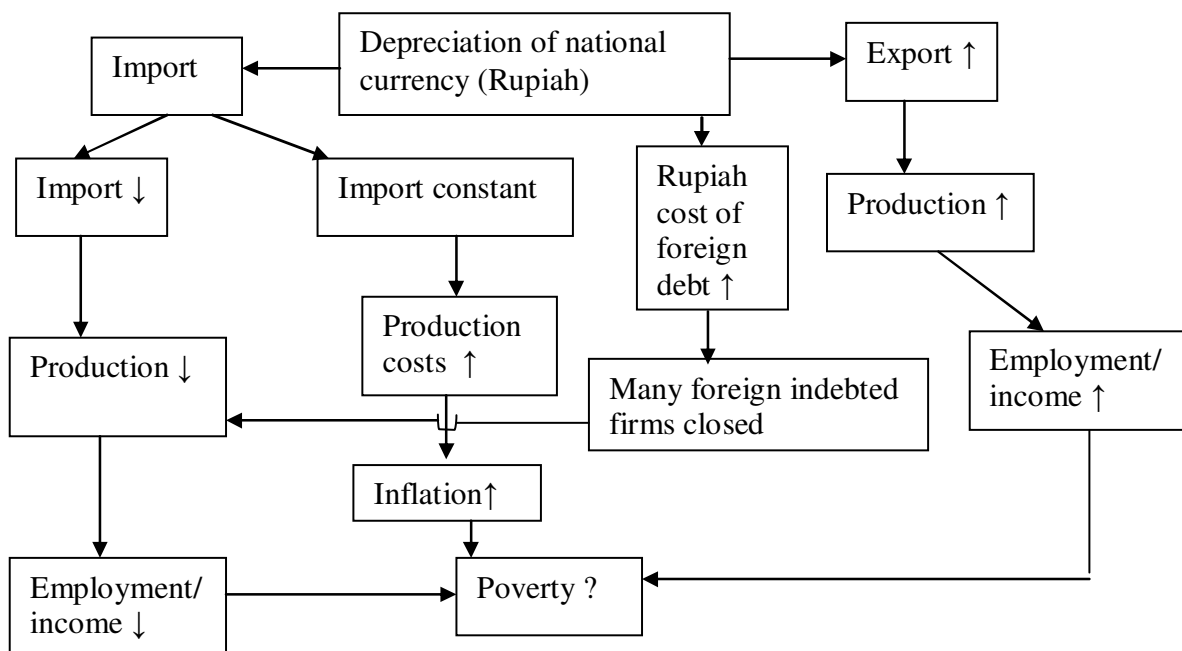 Depreciation of national
currency (Rupiah)
Import
Export ↑
Import ↓
Import constant
Rupiah
cost of
foreign
debt ↑
Production ↑
Production ↓
Production
costs ↑
Many foreign indebted
firms closed
Employment/
income ↑
Inflation↑
Employment/
income ↓
Poverty ?